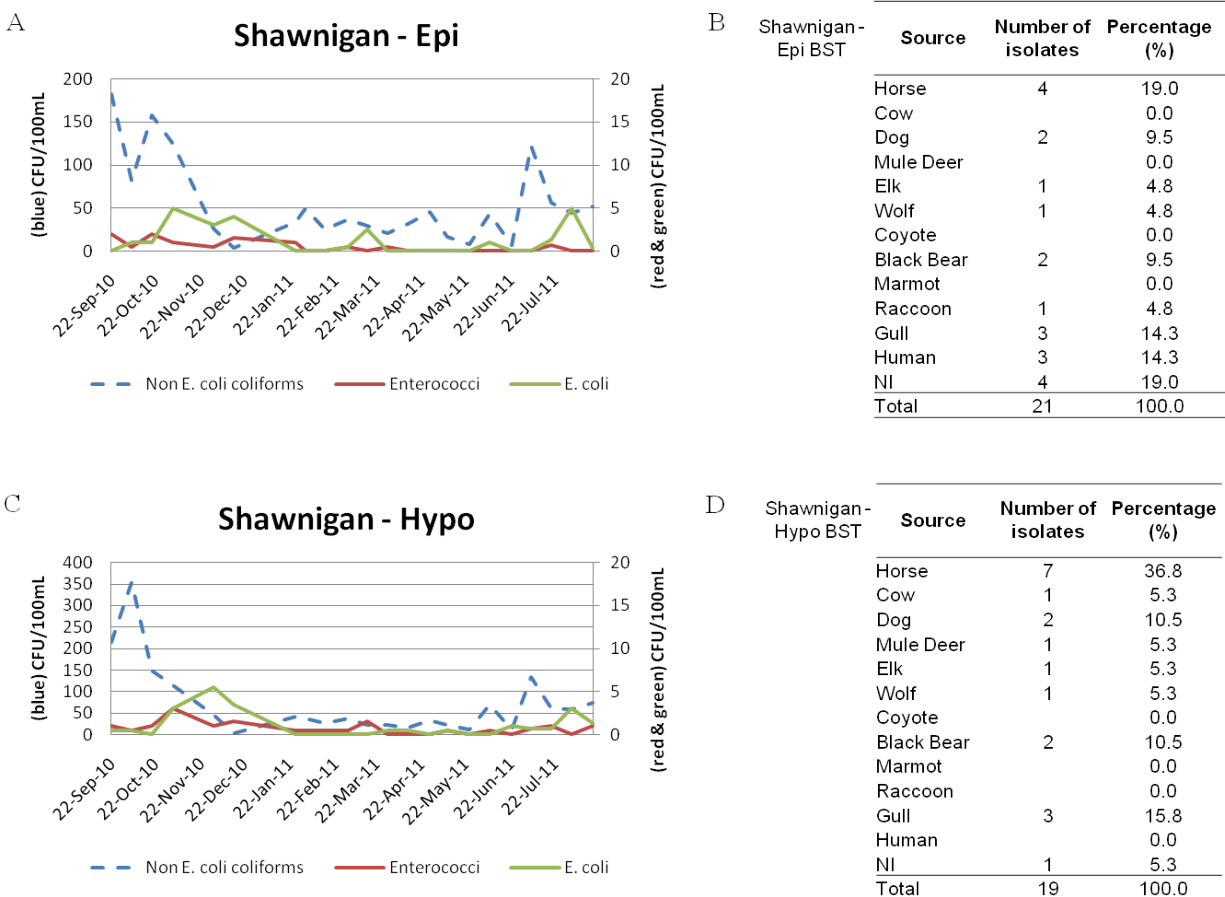 A
Shawnigan - Epi
(blue) CFU/100mL
200
150
100
50
0
20
15
10
5
0
(red & green) CFU/100mL
22-Sep-10
22-Oct-10
22-Nov-10
22-Dec-10
22-Jan-11
22-Feb-11
22-Mar-11
22-Apr-11
22-May-11
22-Jun-11
22-Jul-11
Non E. coli coliforms Enterococci E. coli
B
Shawnigan -
Epi BST
Source Number of isolates Percentage (%)
Horse 4 19.0
Cow 0.0
Dog 2 9.5
Mule Deer 0.0
Elk 1 4.8
Wolf 1 4.8
Coyote 0.0
Black Bear 2 9.5
Marmot 0.0
Raccoon 1 4.8
Gull 3 14.3
Human 3 14.3
NI 4 19.0
Total 21 100.0
C
Shawnigan - Hypo
(blue) CFU/100mL
400
350
300
250
200
150
100
50
0
20
15
10
5
0
(red & green) CFU/100mL
22-Sep-10
22-Oct-10
22-Nov-10
22-Dec-10
22-Jan-11
22-Feb-11
22-Mar-11
22-Apr-11
22-May-11
22-Jun-11
22-Jul-11
Non E. coli coliforms Enterococci E. coli
D
Shawnigan -
Hypo BST
Source Number of isolates Percentage (%)
Horse 7 36.8
Cow 1 5.3
Dog 2 10.5
Mule Deer 1 5.3
Elk 1 5.3
Wolf 1 5.3
Coyote 0.0
Black Bear 2 10.5
Marmot 0.0
Raccoon 0.0
Gull 3 15.8
Human 0.0
NI 1 5.3
Total 19 100.0